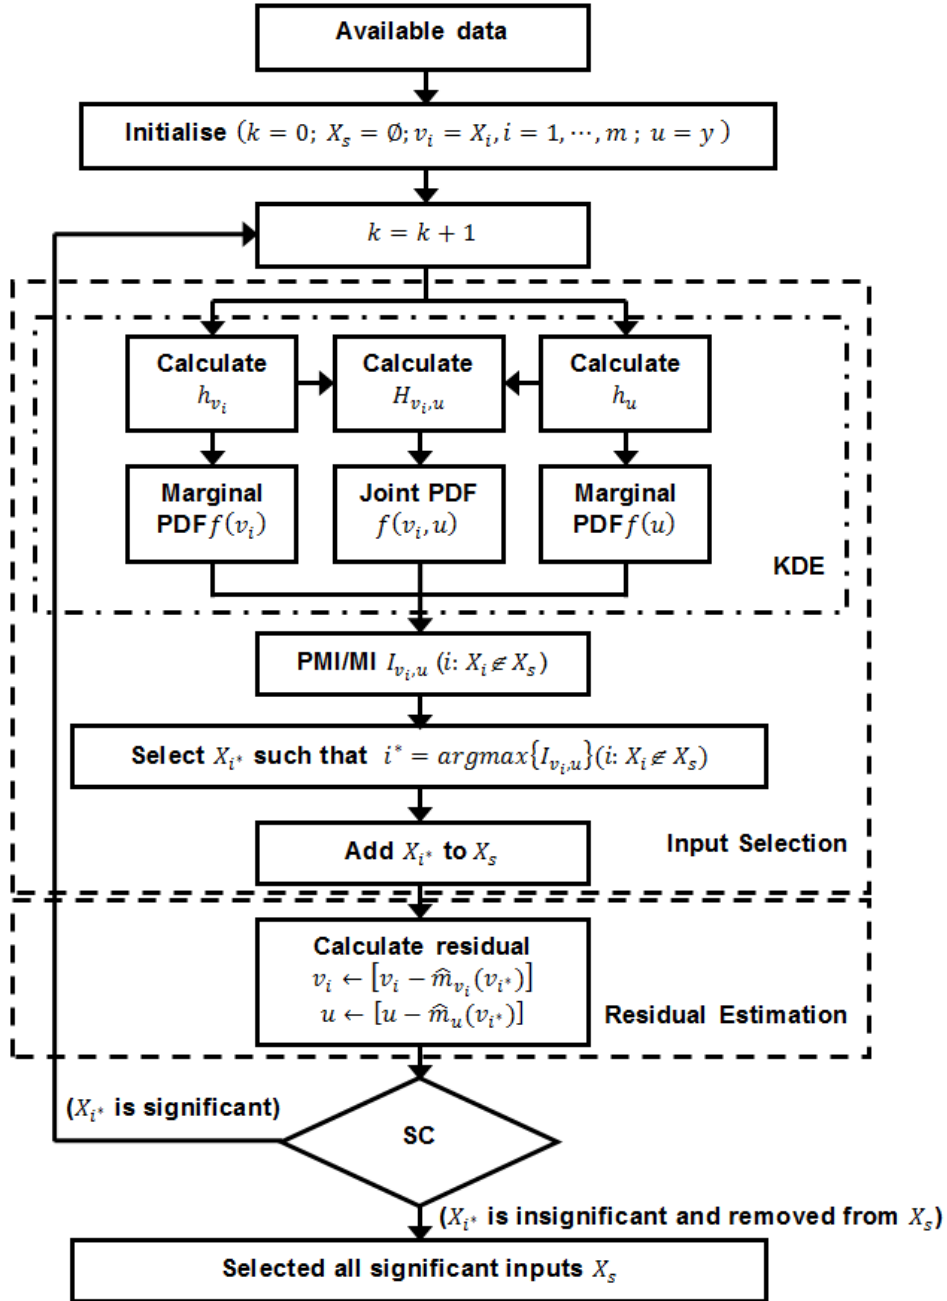 Available data
Initialise (k = 0; X_s = ∅; v_i = X_i, i = 1, ⋯, m ; u = y )
k = k + 1
Calculate
h_{v_i}
Calculate
H_{v_i,u}
Calculate
h_u
Marginal
PDF f(v_i)
Joint PDF
f(v_i, u)
Marginal
PDF f(u)
KDE
PMI/MI I_{v_i,u} (i: X_i ∉ X_s)
Select X_{i*} such that i* = argmax{I_{v_i,u}}(i: X_i ∉ X_s)
Add X_{i*} to X_s
Input Selection
Calculate residual
v_i ← [v_i − m̂_{v_i}(v_{i*})]
u ← [u − m̂_u(v_{i*})]
Residual Estimation
(X_{i*} is significant)
SC
(X_{i*} is insignificant and removed from X_s)
Selected all significant inputs X_s